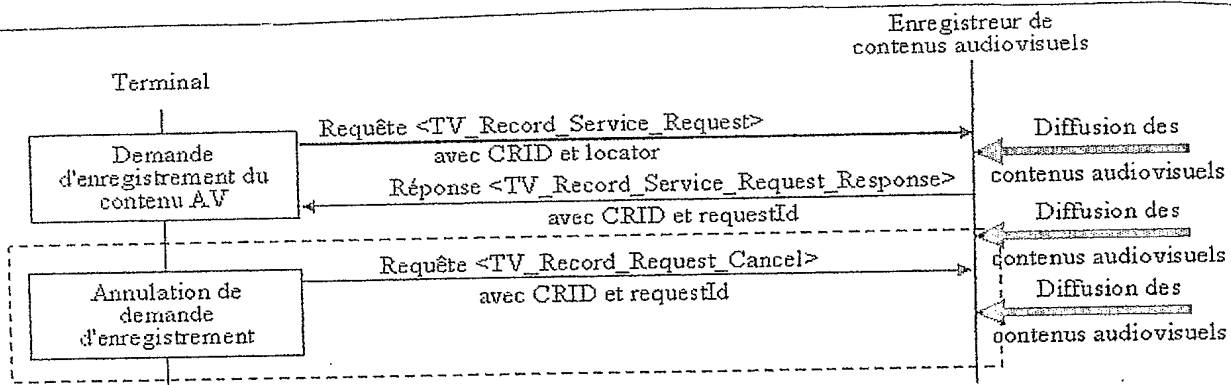 Enregistreur de
contenus audiovisuels
Terminal
Requête <TV_Record_Service_Request>
avec CRID et locator
Demande
d'enregistrement du
contenu AV
Diffusion des
contenus audiovisuels
Réponse <TV_Record_Service_Request_Response>
avec CRID et requestId
Diffusion des
contenus audiovisuels
Requête <TV_Record_Request_Cancel>
avec CRID et requestId
Annulation de
demande
d'enregistrement
Diffusion des
contenus audiovisuels